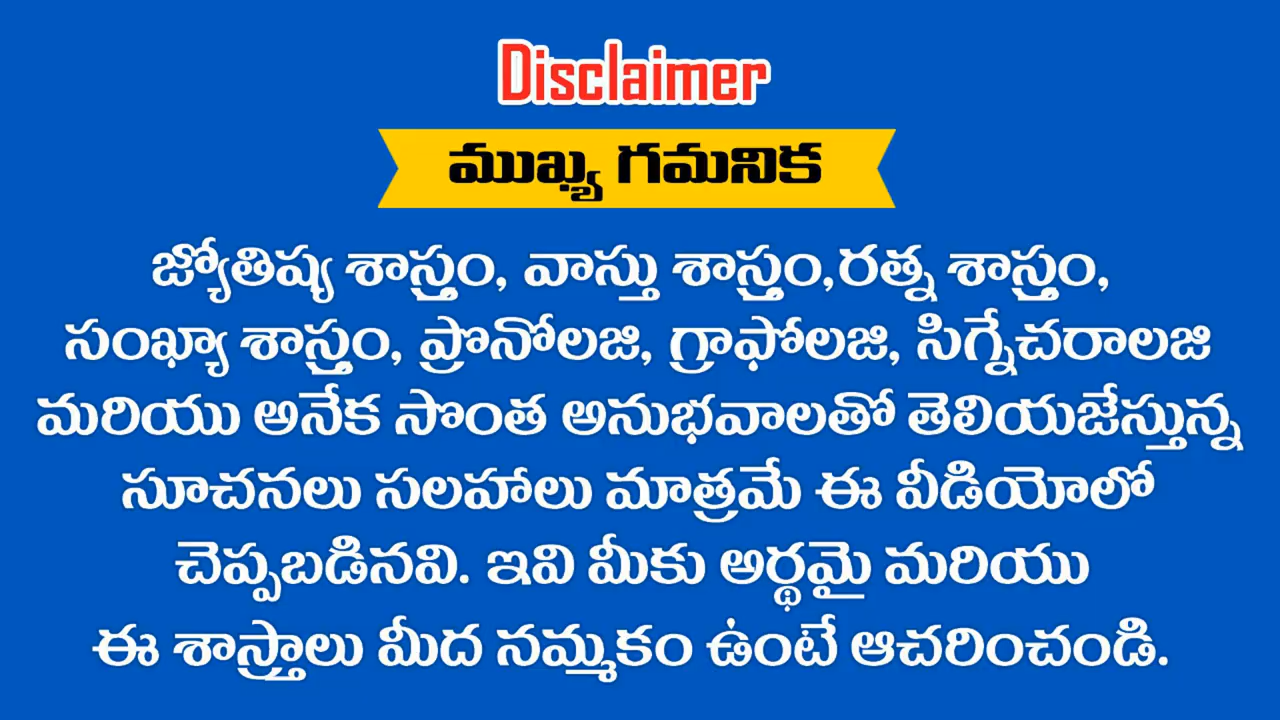 Disclaimer
ముఖ్య గమనిక
జ్యోతిష్య శాస్త్రం, వాస్తు శాస్త్రం,రత్న శాస్త్రం,
సంఖ్యా శాస్త్రం, ప్రొనోలజి, గ్రాఫోలజి, సిగ్నేచరాలజి
మరియు అనేక సొంత అనుభవాలతో తెలియజేస్తున్న
సూచనలు సలహాలు మాత్రమే ఈ వీడియోలో
చెప్పబడినవి. ఇవి మీకు అర్థమై మరియు
ఈ శాస్త్రాలు మీద నమ్మకం ఉంటే ఆచరించండి.